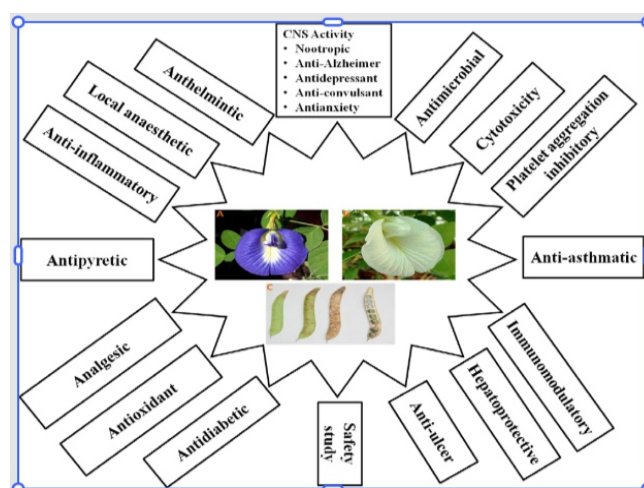 CNS Activity
• Nootropic
• Anti-Alzheimer
• Antidepressant
• Anti-convulsant
• Antianxiety
Antimicrobial
Cytotoxicity
Platelet aggregation
inhibitory
Anti-asthmatic
Immunomodulatory
Hepatoprotective
Anti-ulcer
Safety
study
Antidiabetic
Antioxidant
Analgesic
Antipyretic
Anti-inflammatory
Local anaesthetic
Anthelmintic
A
C